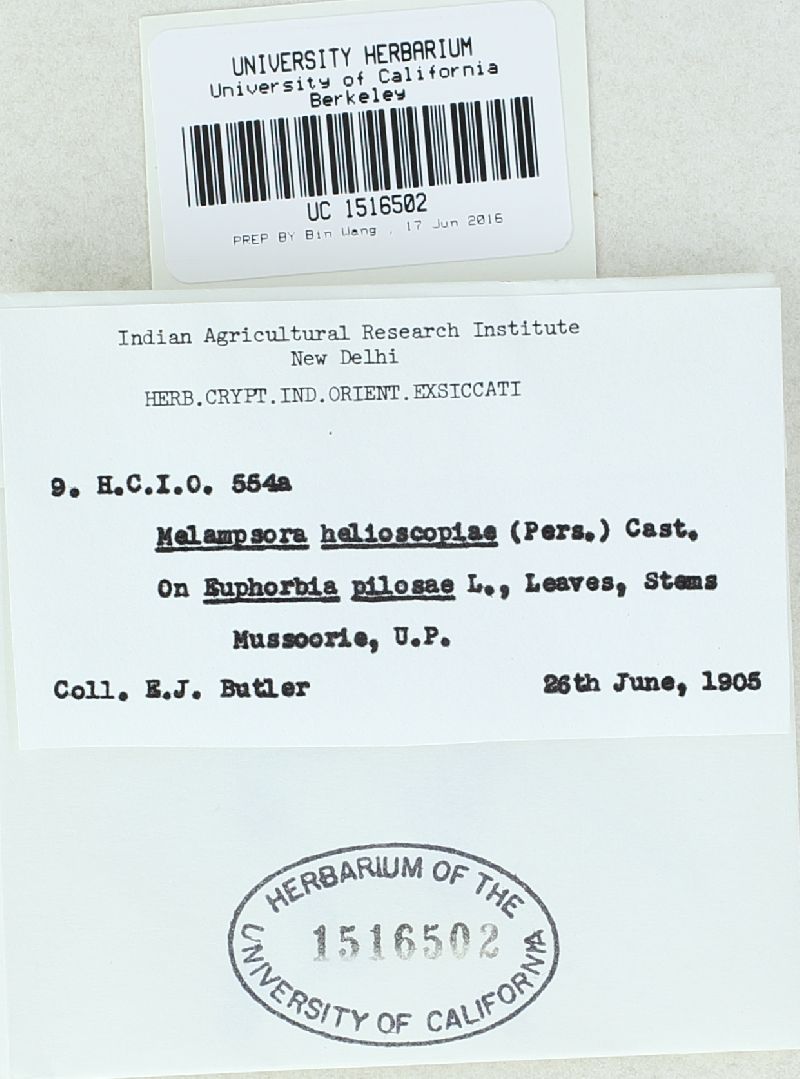 UNIVERSITY HERBARIUM
University of California
Berkeley
UC 1516502
PREP BY Bin Wang , 17 Jun 2016
Indian Agricultural Research Institute
New Delhi
HERB.CRYPT.IND.ORIENT.EXSICCATI
9. H.C.I.O. 554a
Melampsora helioscopiae (Pers.) Cast.
On Euphorbia pilosae L., Leaves, Stems
Mussoorie, U.P.
Coll. E.J. Butler 26th June, 1905
HERBARIUM OF THE
1516502
UNIVERSITY OF CALIFORNIA